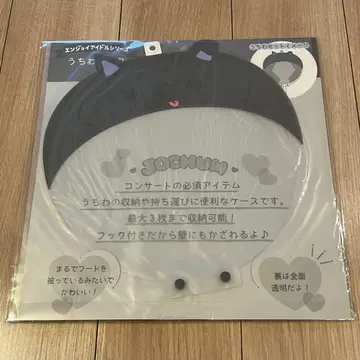 エンジョイアイドルシリーズ
うちわ
うちわセットイメージ
JOSHUW
コンサートの必須アイテム
うちわの収納や持ち運びに便利なケースです。
最大3枚まで収納可能！
フック付きだから壁にもかざれるよ♪
まるでフードを
被っているみたいで
かわいい！
裏は全面
透明だよ！